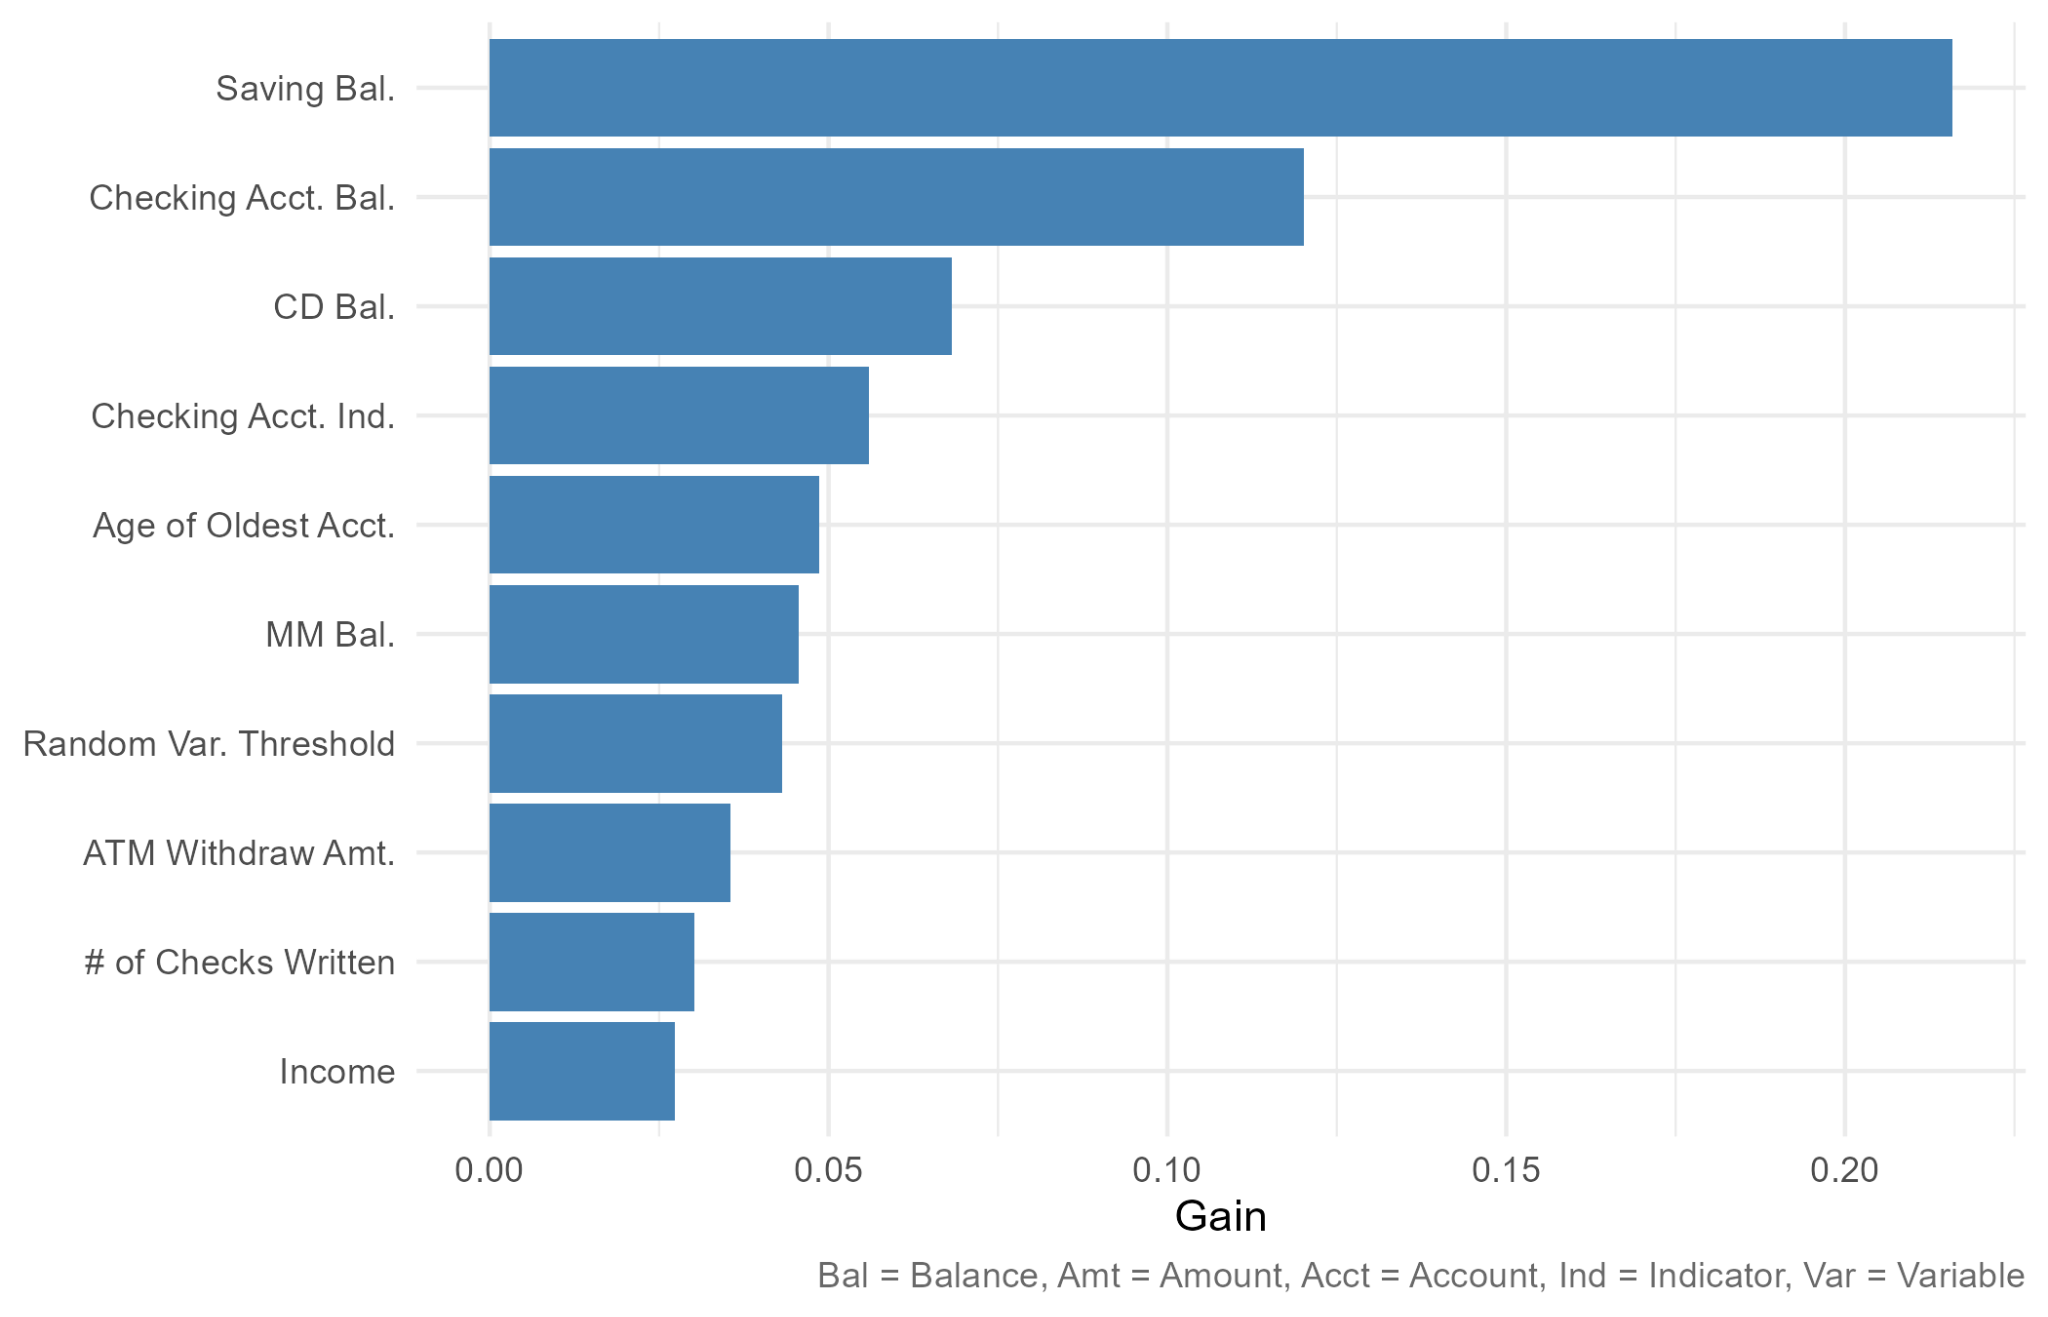 Saving Bal.
Checking Acct. Bal.
CD Bal.
Checking Acct. Ind.
Age of Oldest Acct.
MM Bal.
Random Var. Threshold
ATM Withdraw Amt.
# of Checks Written
Income
0.00 0.05 0.10 0.15 0.20
Gain
Bal = Balance, Amt = Amount, Acct = Account, Ind = Indicator, Var = Variable